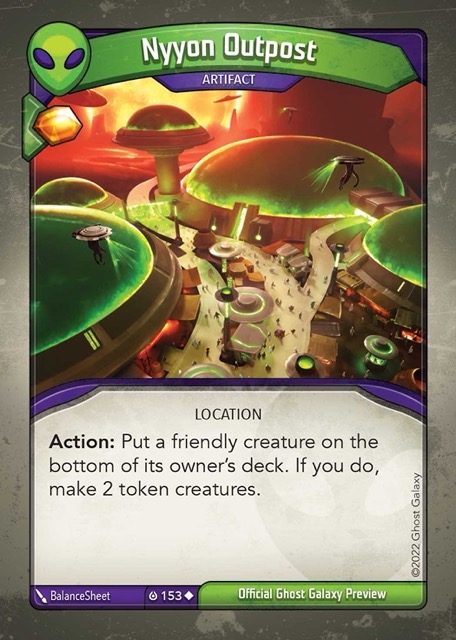 Nyyon Outpost
ARTIFACT
LOCATION
Action: Put a friendly creature on the
bottom of its owner's deck. If you do,
make 2 token creatures.
©2022 Ghost Galaxy
BalanceSheet
153
Official Ghost Galaxy Preview